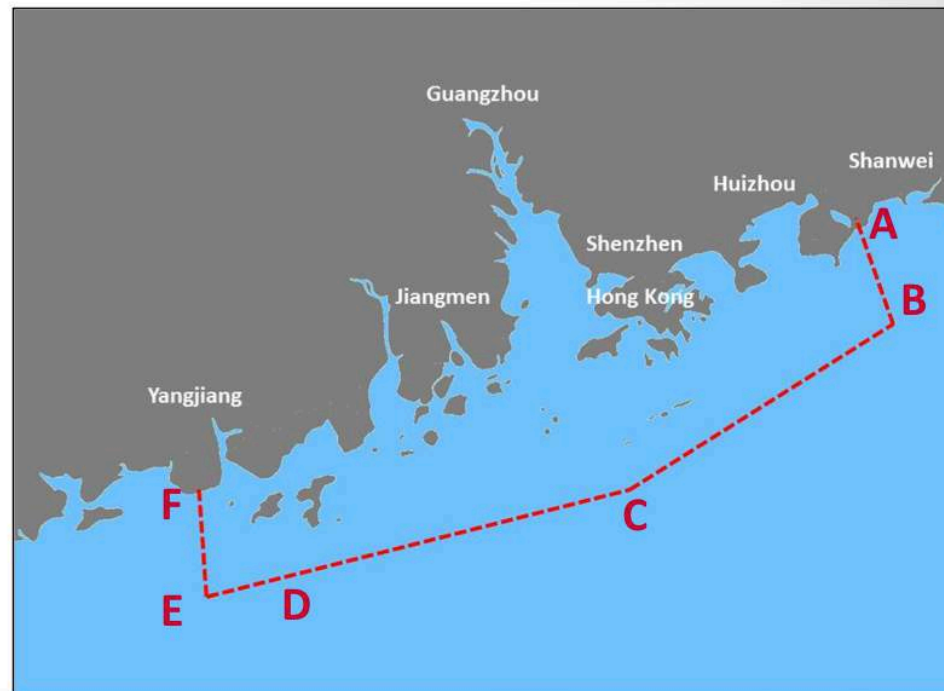 Guangzhou
Shanwei
Huizhou
A
Shenzhen
Jiangmen
Hong Kong
B
Yangjiang
F
C
E
D